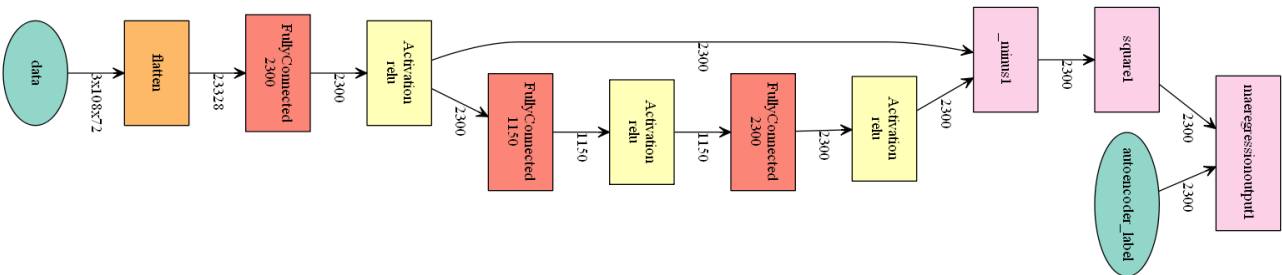 data
3x108x72
flatten
23328
FullyConnected
2300
2300
Activation
relu
2300
2300
FullyConnected
1150
1150
Activation
relu
1150
FullyConnected
2300
2300
Activation
relu
2300
_minus1
2300
square1
2300
autoencoder_label
2300
maeregressionoutput1